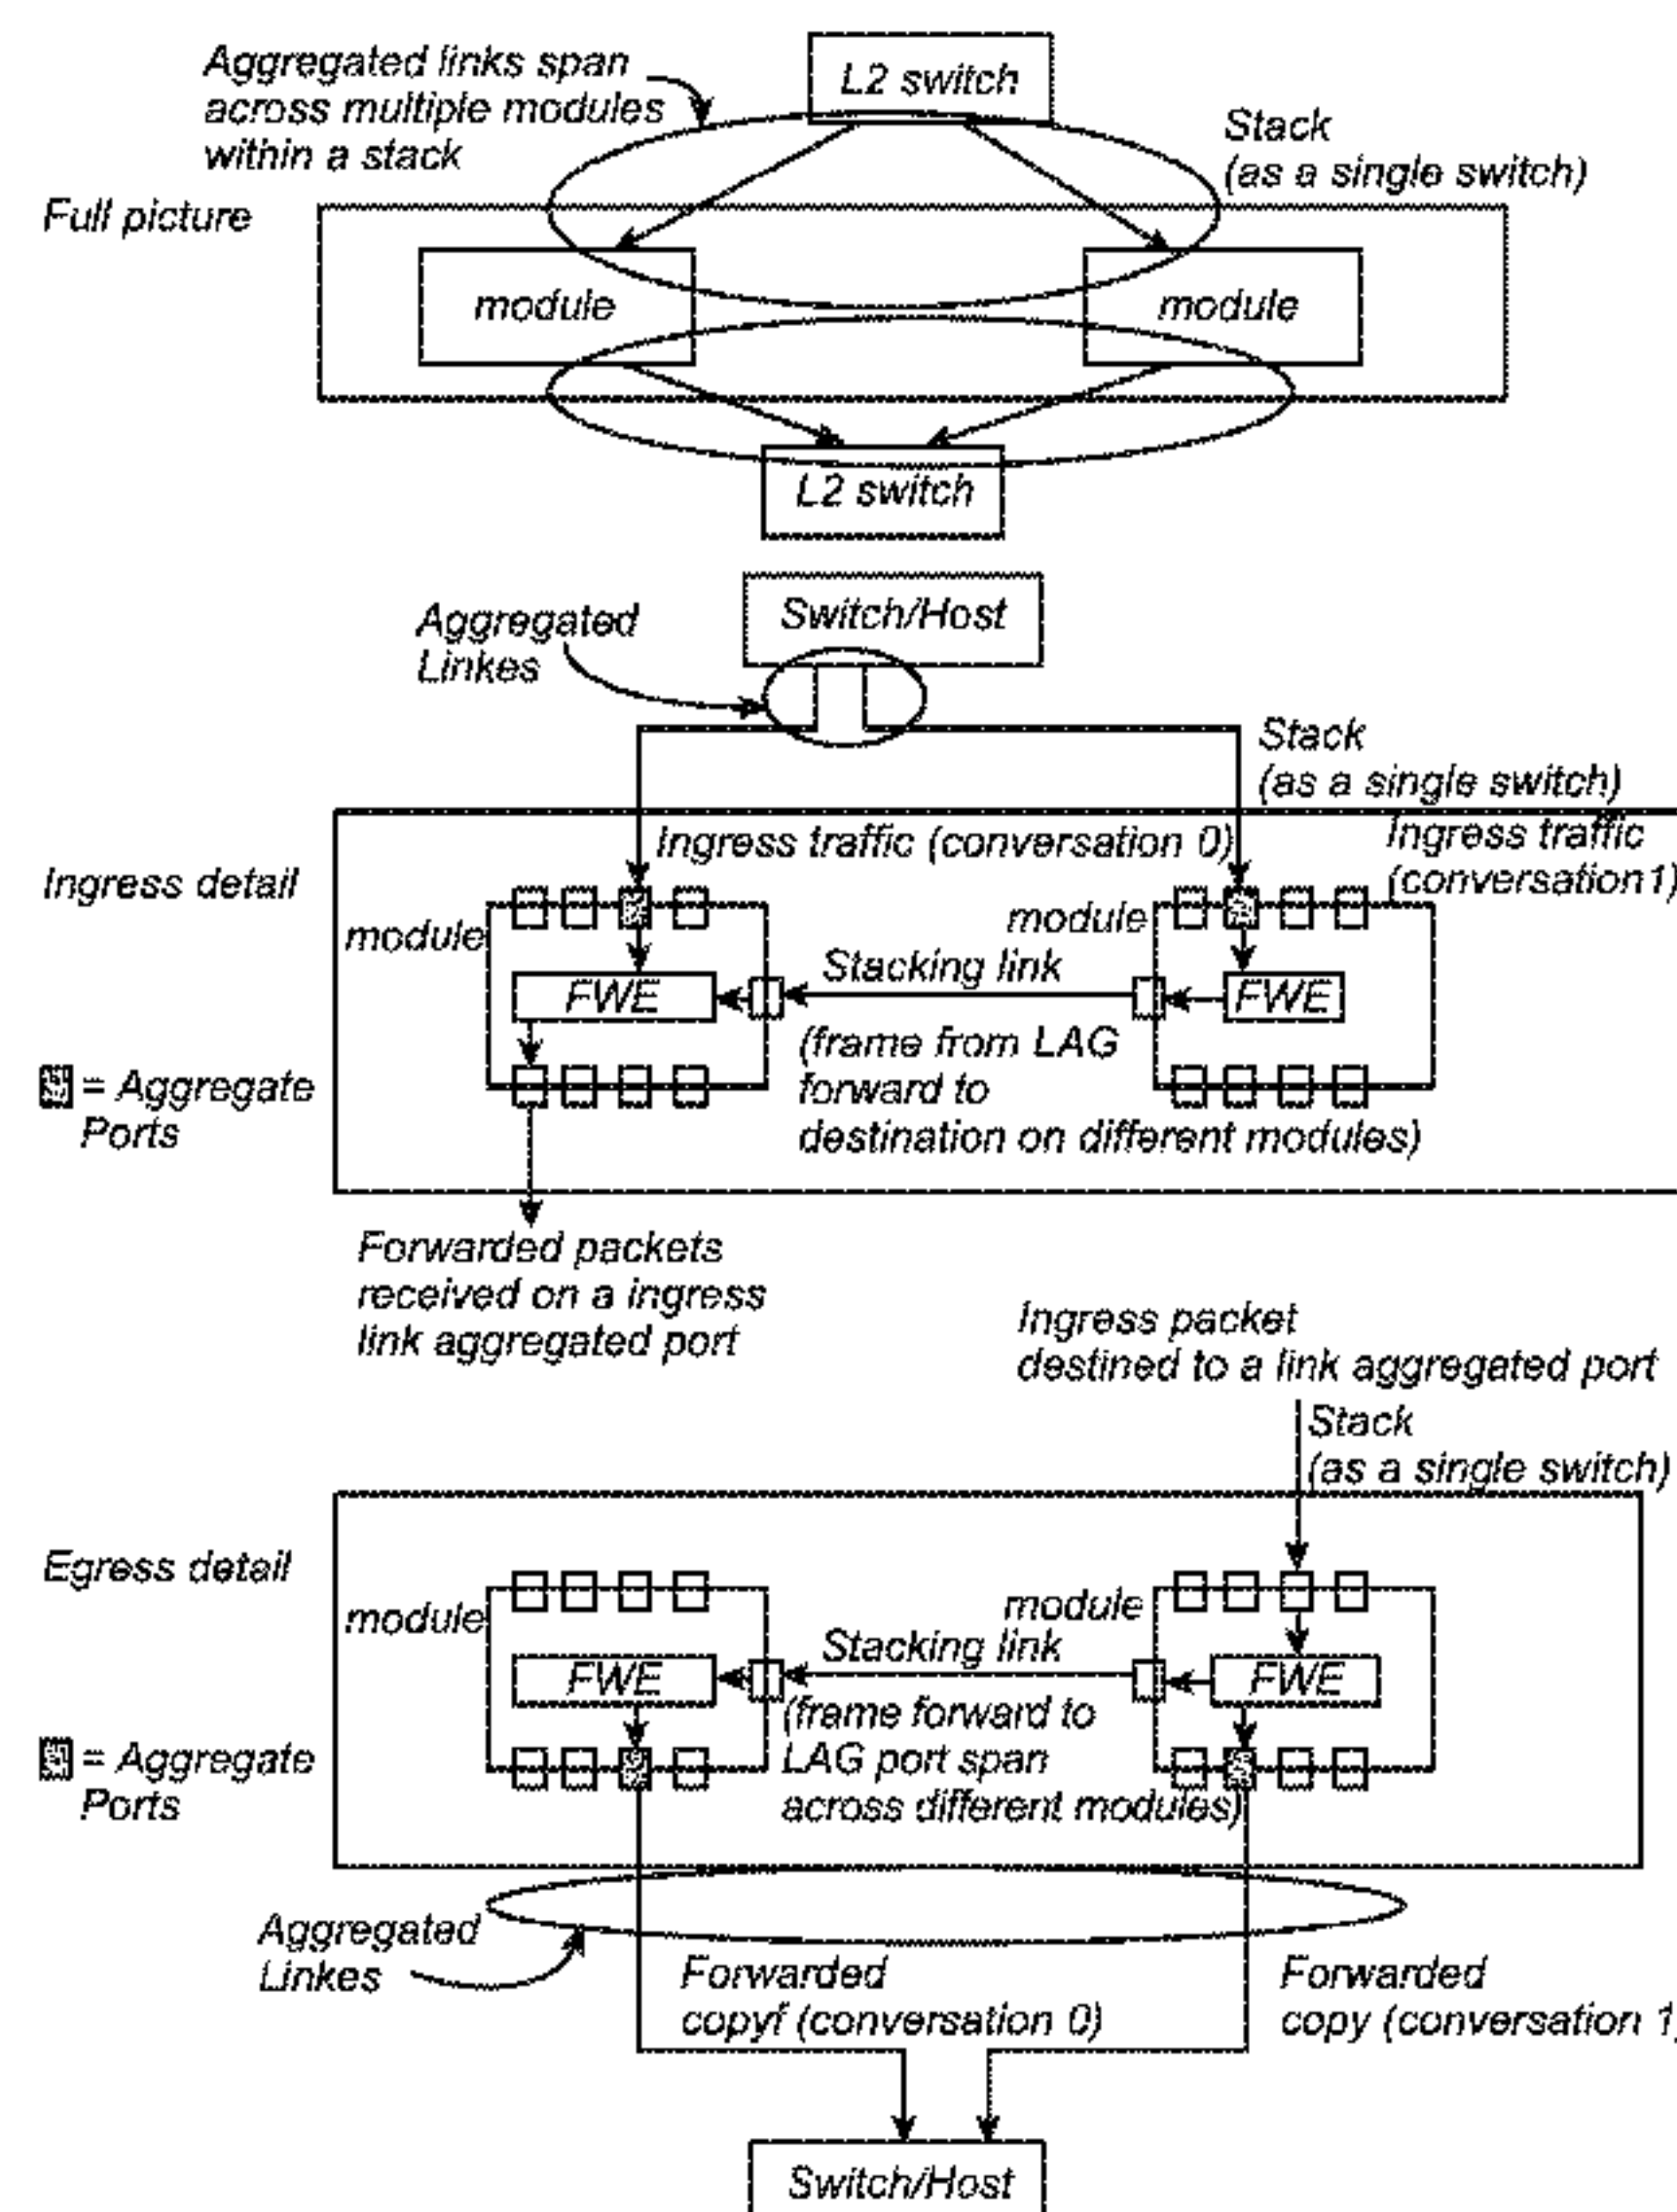 Aggregated links span
across multiple modules
within a stack
L2 switch
Stack
(as a single switch)
Full picture
module
module
L2 switch
Switch/Host
Aggregated
Linkes
Stack
(as a single switch)
Ingress traffic (conversation 0)
Ingress traffic
(conversation1)
Ingress detail
module
module
Stacking link
FWE
FWE
(frame from LAG
forward to
destination on different modules)
= Aggregate
Ports
Forwarded packets
received on a ingress
link aggregated port
Ingress packet
destined to a link aggregated port
Stack
(as a single switch)
Egress detail
module
module
Stacking link
FWE
FWE
(frame forward to
LAG port span
across different modules)
= Aggregate
Ports
Aggregated
Linkes
Forwarded
copyf (conversation 0)
Forwarded
copy (conversation 1)
Switch/Host